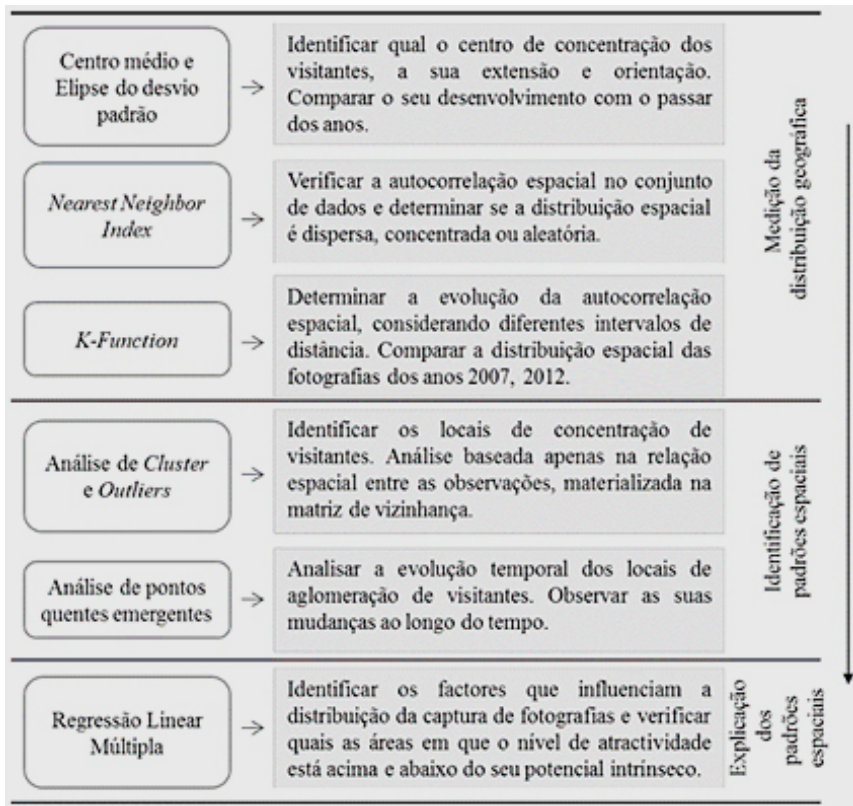 Centro médio e
Elipse do desvio
padrão
Identificar qual o centro de concentração dos
visitantes, a sua extensão e orientação.
Comparar o seu desenvolvimento com o passar
dos anos.
Nearest Neighbor
Index
Verificar a autocorrelação espacial no conjunto
de dados e determinar se a distribuição espacial
é dispersa, concentrada ou aleatória.
K-Function
Determinar a evolução da autocorrelação
espacial, considerando diferentes intervalos de
distância. Comparar a distribuição espacial das
fotografias dos anos 2007, 2012.
Medição da
distribuição geográfica
Análise de Cluster
e Outliers
Identificar os locais de concentração de
visitantes. Análise baseada apenas na relação
espacial entre as observações, materializada na
matriz de vizinhança.
Análise de pontos
quentes emergentes
Analisar a evolução temporal dos locais de
aglomeração de visitantes. Observar as suas
mudanças ao longo do tempo.
Identificação de
padrões espaciais
Regressão Linear
Múltipla
Identificar os factores que influenciam a
distribuição da captura de fotografias e verificar
quais as áreas em que o nível de atractividade
está acima e abaixo do seu potencial intrínseco.
Explicação
dos
padrões
espaciais